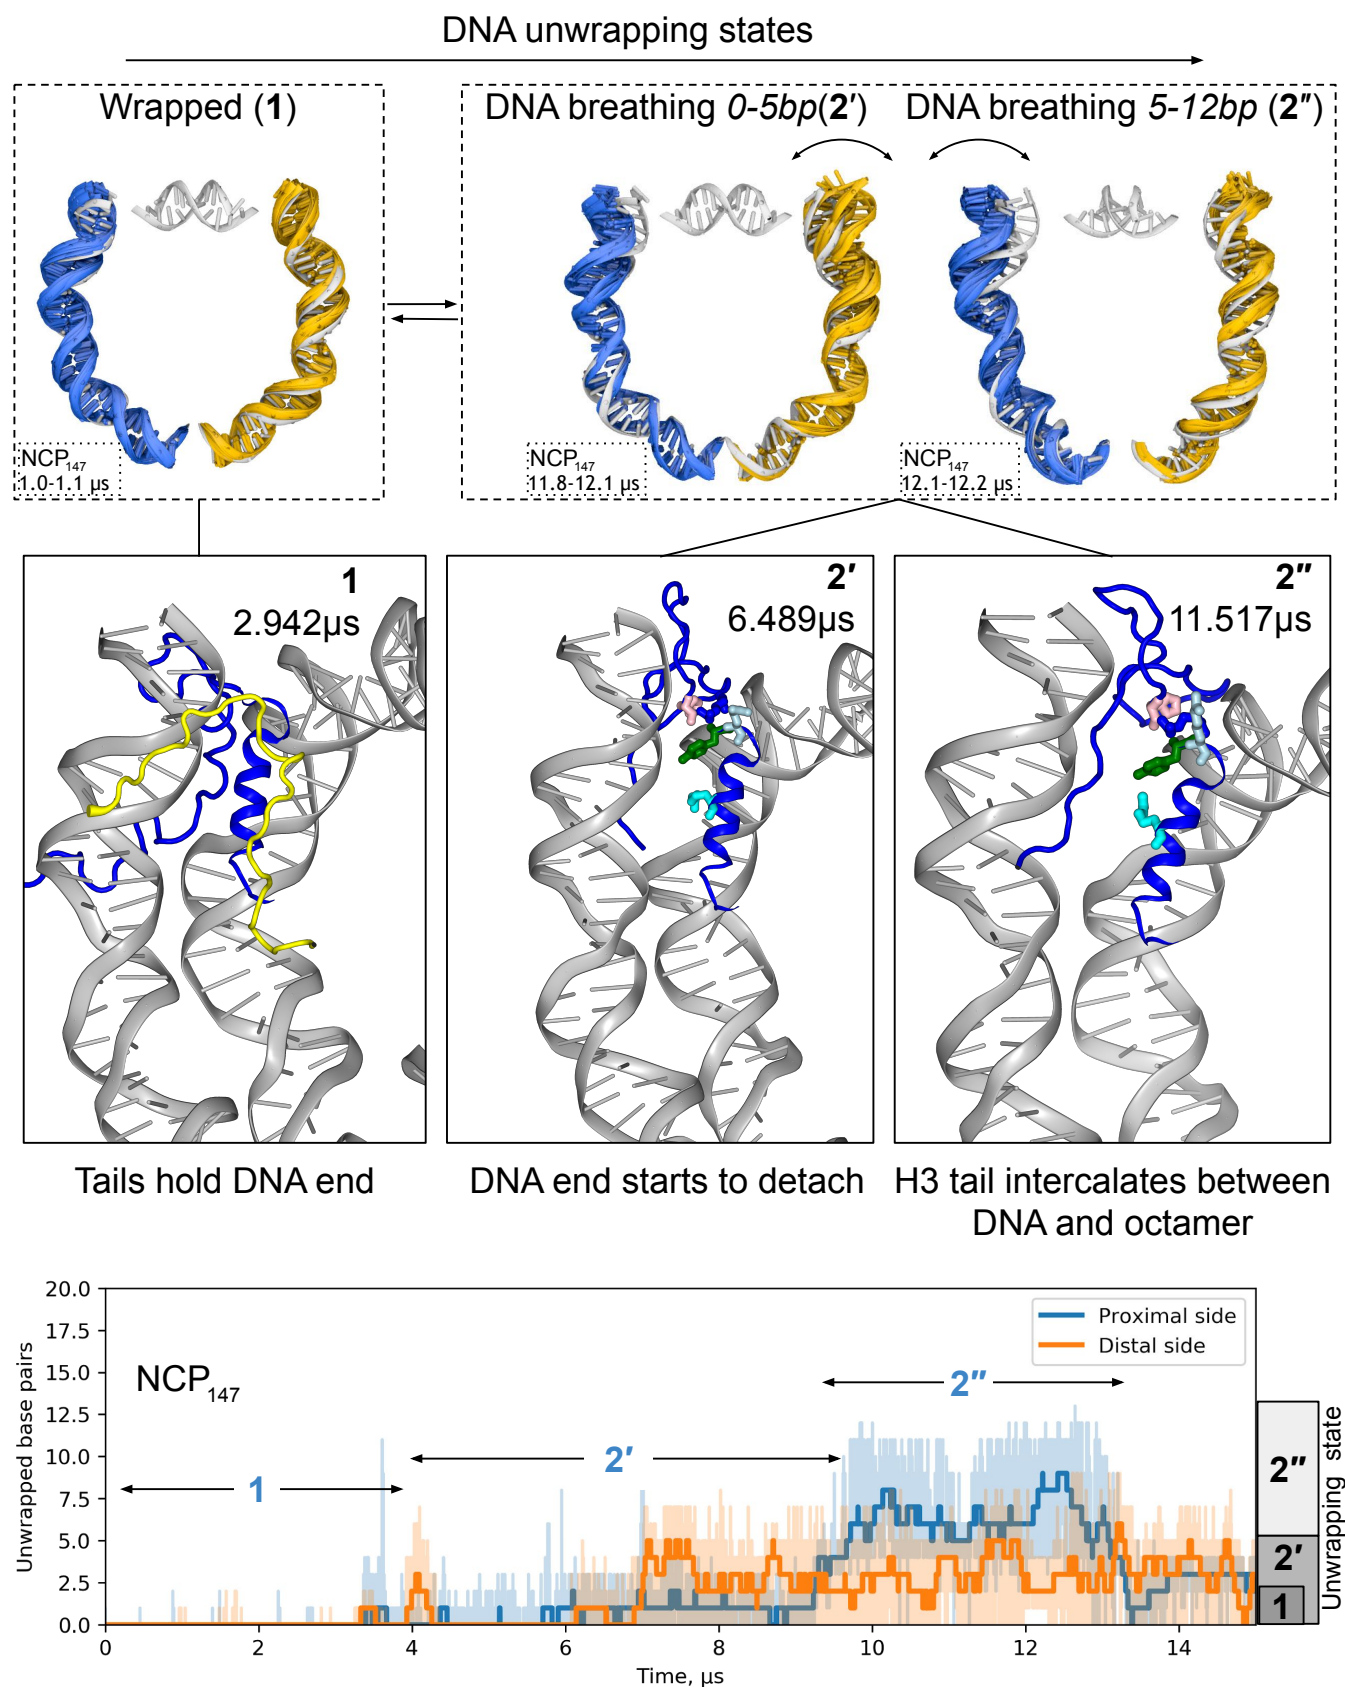 DNA unwrapping states
Wrapped (1)
DNA breathing 0-5bp(2′)
DNA breathing 5-12bp (2″)
NCP147
1.0-1.1 µs
NCP147
11.8-12.1 µs
NCP147
12.1-12.2 µs
1
2.942µs
2′
6.489µs
2″
11.517µs
Tails hold DNA end
DNA end starts to detach
H3 tail intercalates between
DNA and octamer
20.0
17.5
15.0
12.5
10.0
7.5
5.0
2.5
0.0
Unwrapped base pairs
NCP147
Proximal side
Distal side
1
2′
2″
2″
2′
1
Unwrapping state
0
2
4
6
8
10
12
14
Time, µs